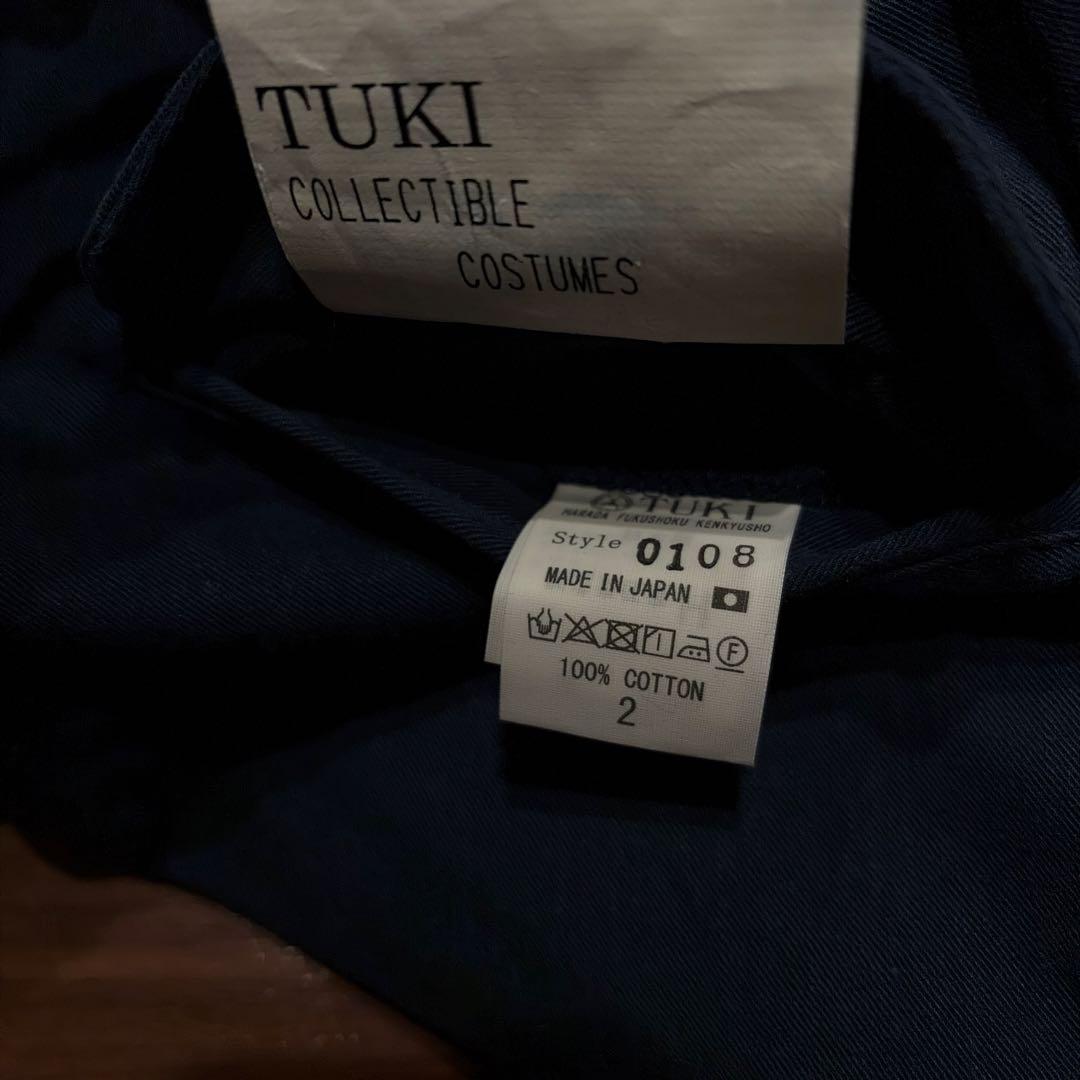 TUKI
COLLECTIBLE
COSTUMES
TUKI
HARADA FUKUSHOKU KENKYUSHO
Style 0108
MADE IN JAPAN
F
100% COTTON
2